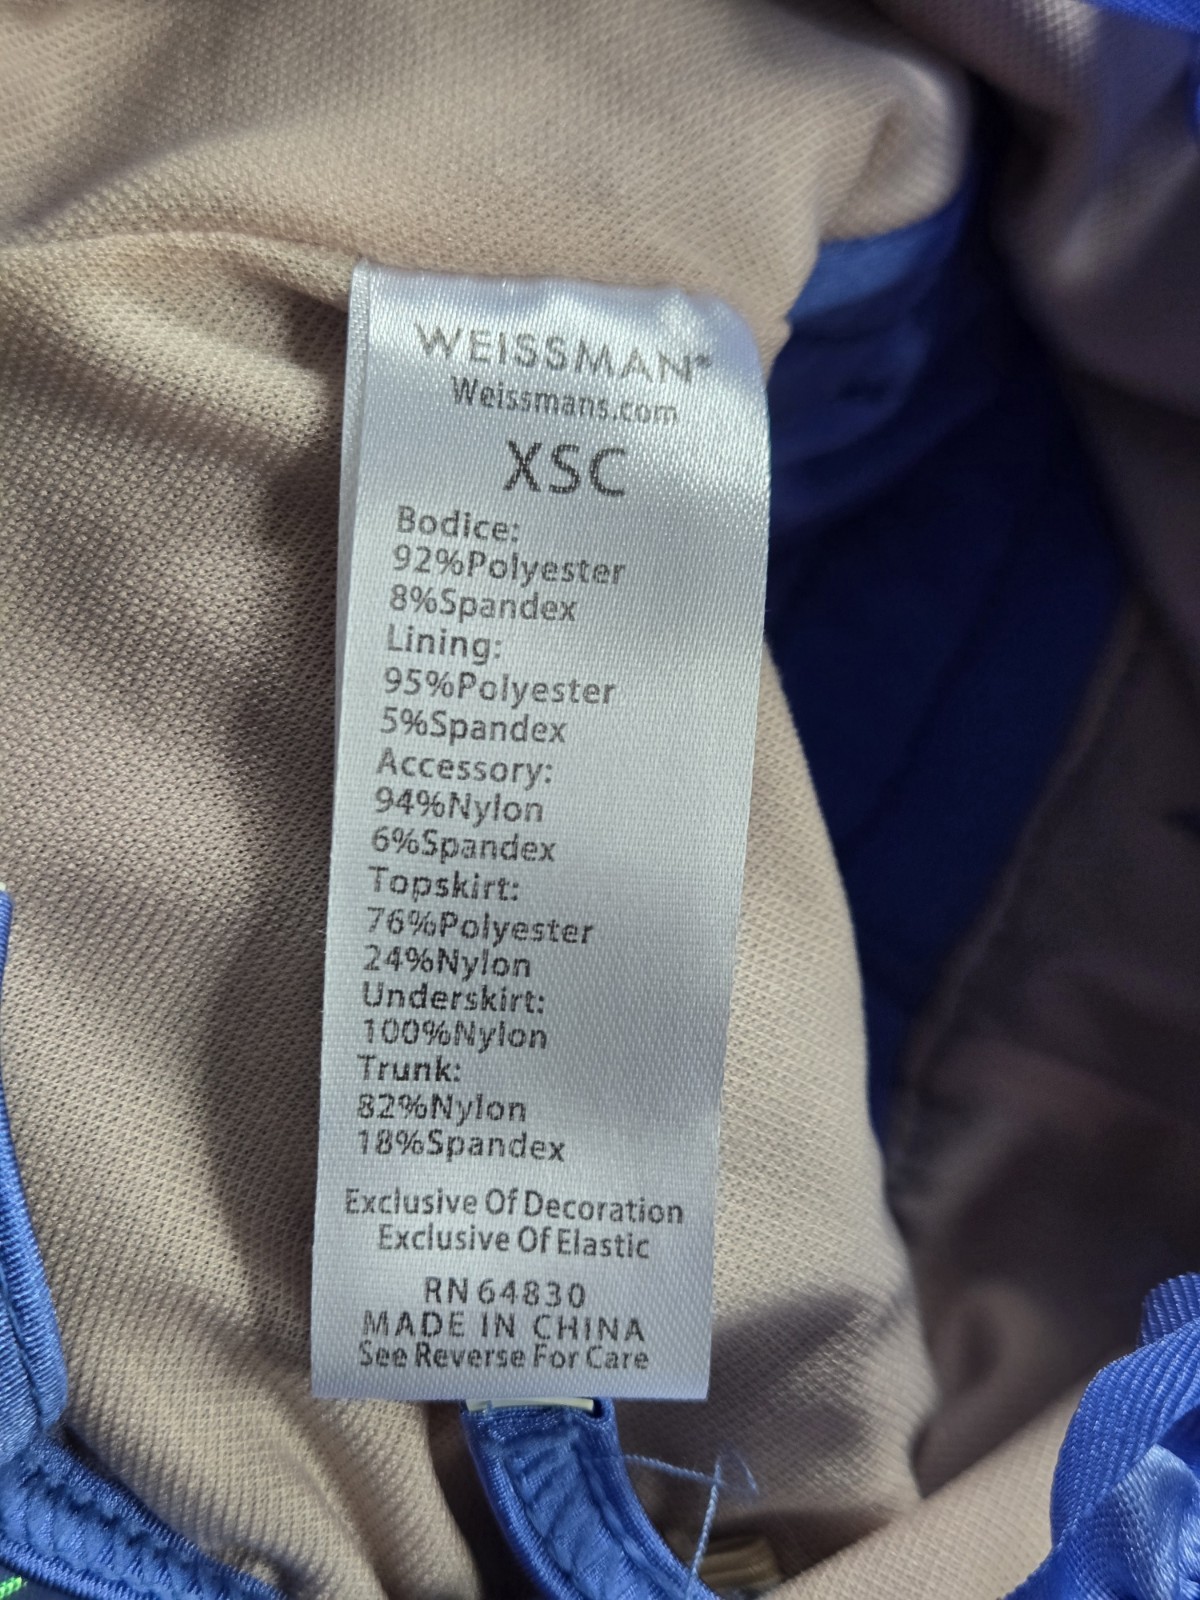 WEISSMAN™
Weissmans.com
XSC
Bodice:
92%Polyester
8%Spandex
Lining:
95%Polyester
5%Spandex
Accessory:
94%Nylon
6%Spandex
Topskirt:
76%Polyester
24%Nylon
Underskirt:
100%Nylon
Trunk:
82%Nylon
18%Spandex
Exclusive Of Decoration
Exclusive Of Elastic
RN 64830
MADE IN CHINA
See Reverse For Care